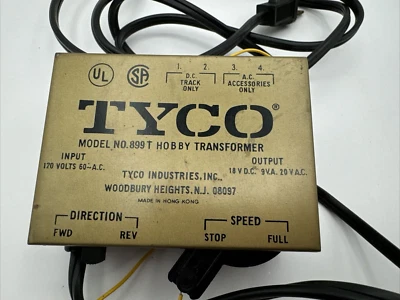 1. 2. 3. 4.
UL SA D.C. A.C.
TRACK ACCESSORIES
ONLY ONLY
TYCO®
MODEL NO. 899T HOBBY TRANSFORMER
INPUT OUTPUT
120 VOLTS 60~A.C. 18 V D.C. 9 V.A. 20 V A.C.
TYCO INDUSTRIES, INC.,
WOODBURY HEIGHTS, N.J. 08097
MADE IN HONG KONG
DIRECTION SPEED
FWD REV STOP FULL